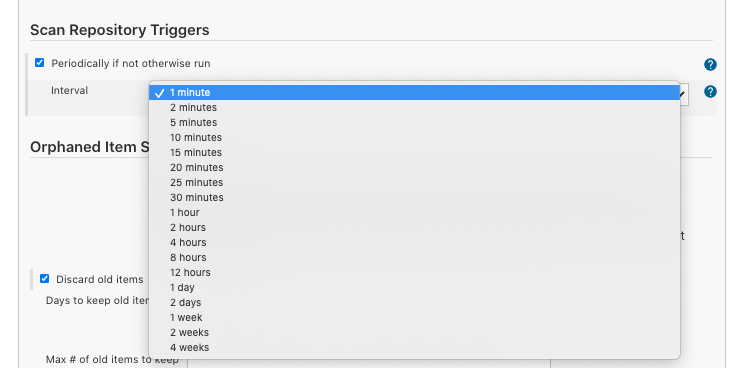 Scan Repository Triggers
Periodically if not otherwise run
?
Interval
✓ 1 minute
?
2 minutes
5 minutes
10 minutes
Orphaned Item S
15 minutes
20 minutes
25 minutes
30 minutes
1 hour
2 hours
t
4 hours
8 hours
12 hours
Discard old items
1 day
Days to keep old iter
2 days
1 week
2 weeks
4 weeks
Max # of old items to keep